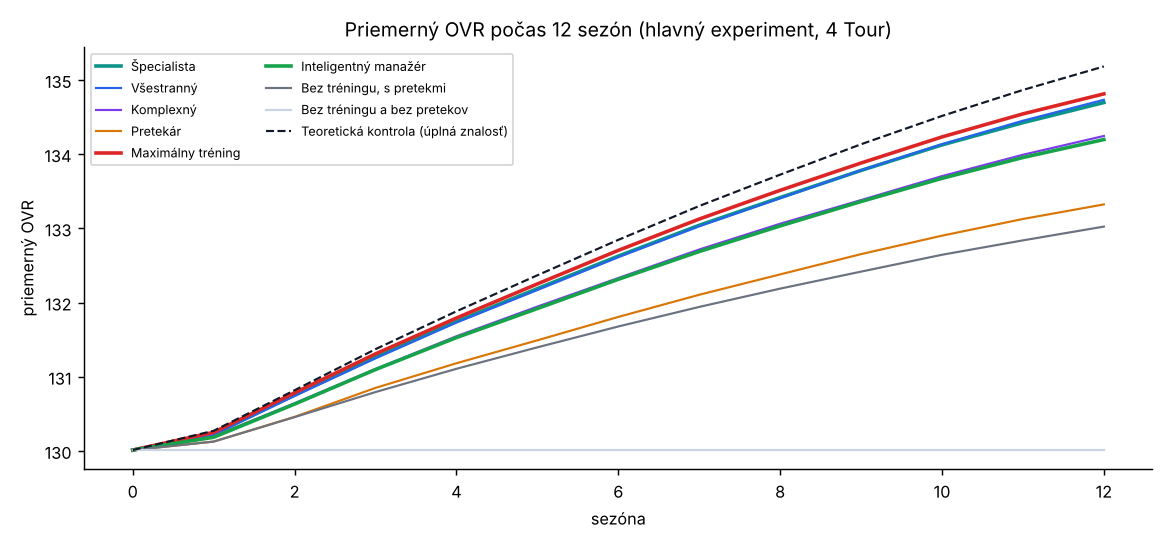 Priemerný OVR počas 12 sezón (hlavný experiment, 4 Tour)
Špecialista
Všestranný
Komplexný
Pretekár
Maximálny tréning
Inteligentný manažér
Bez tréningu, s pretekmi
Bez tréningu a bez pretekov
Teoretická kontrola (úplná znalosť)
priemerný OVR
135
134
133
132
131
130
0
2
4
6
8
10
12
sezóna